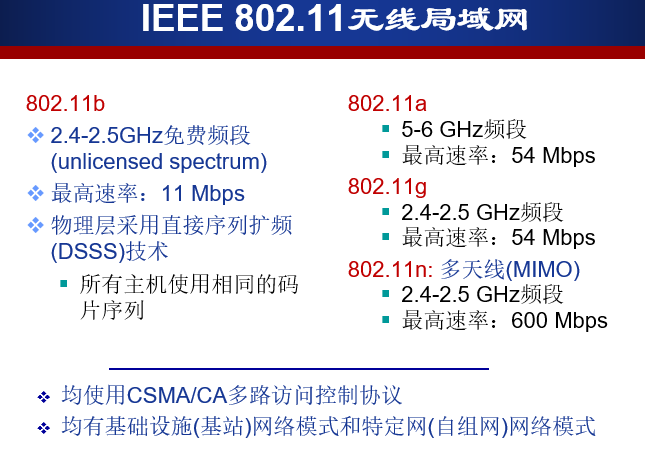 IEEE 802.11无线局域网
802.11b
2.4-2.5GHz免费频段
(unlicensed spectrum)
最高速率：11 Mbps
物理层采用直接序列扩频
(DSSS)技术
所有主机使用相同的码
片序列
802.11a
5-6 GHz频段
最高速率：54 Mbps
802.11g
2.4-2.5 GHz频段
最高速率：54 Mbps
802.11n: 多天线(MIMO)
2.4-2.5 GHz频段
最高速率：600 Mbps
均使用CSMA/CA多路访问控制协议
均有基础设施(基站)网络模式和特定网(自组网)网络模式